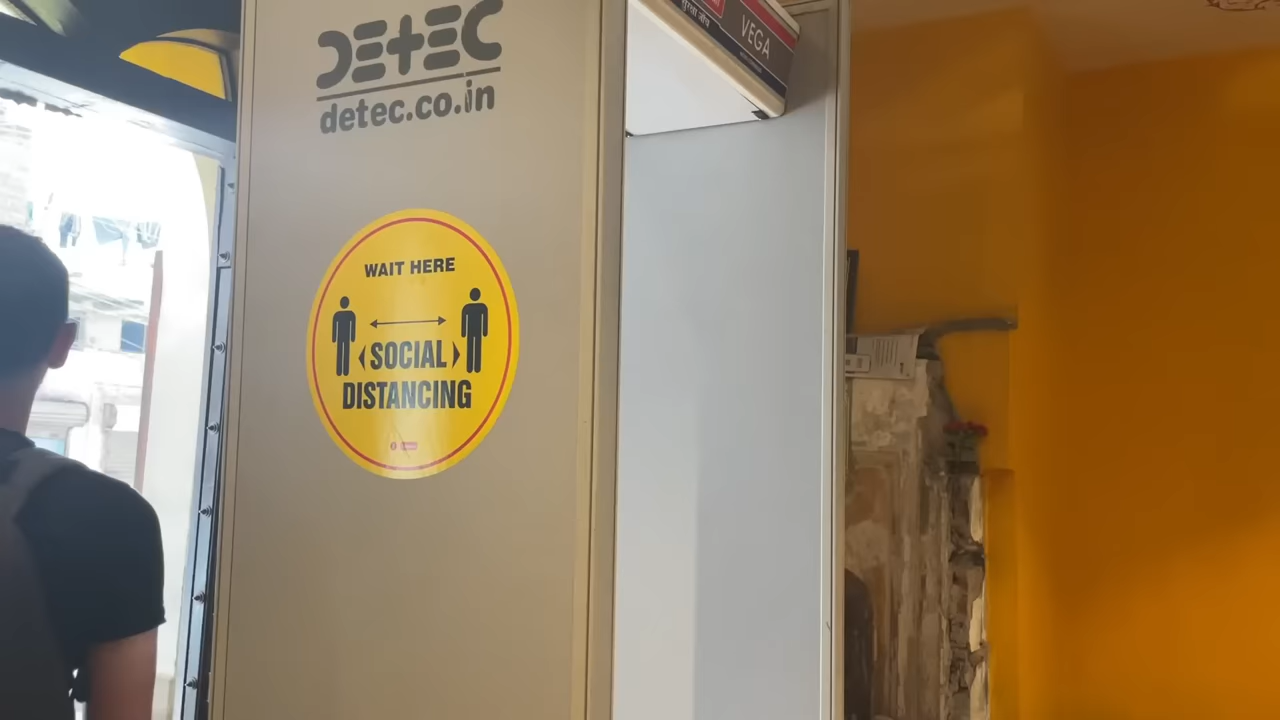 DETEC
detec.co.in
WAIT HERE
SOCIAL
DISTANCING
VEGA